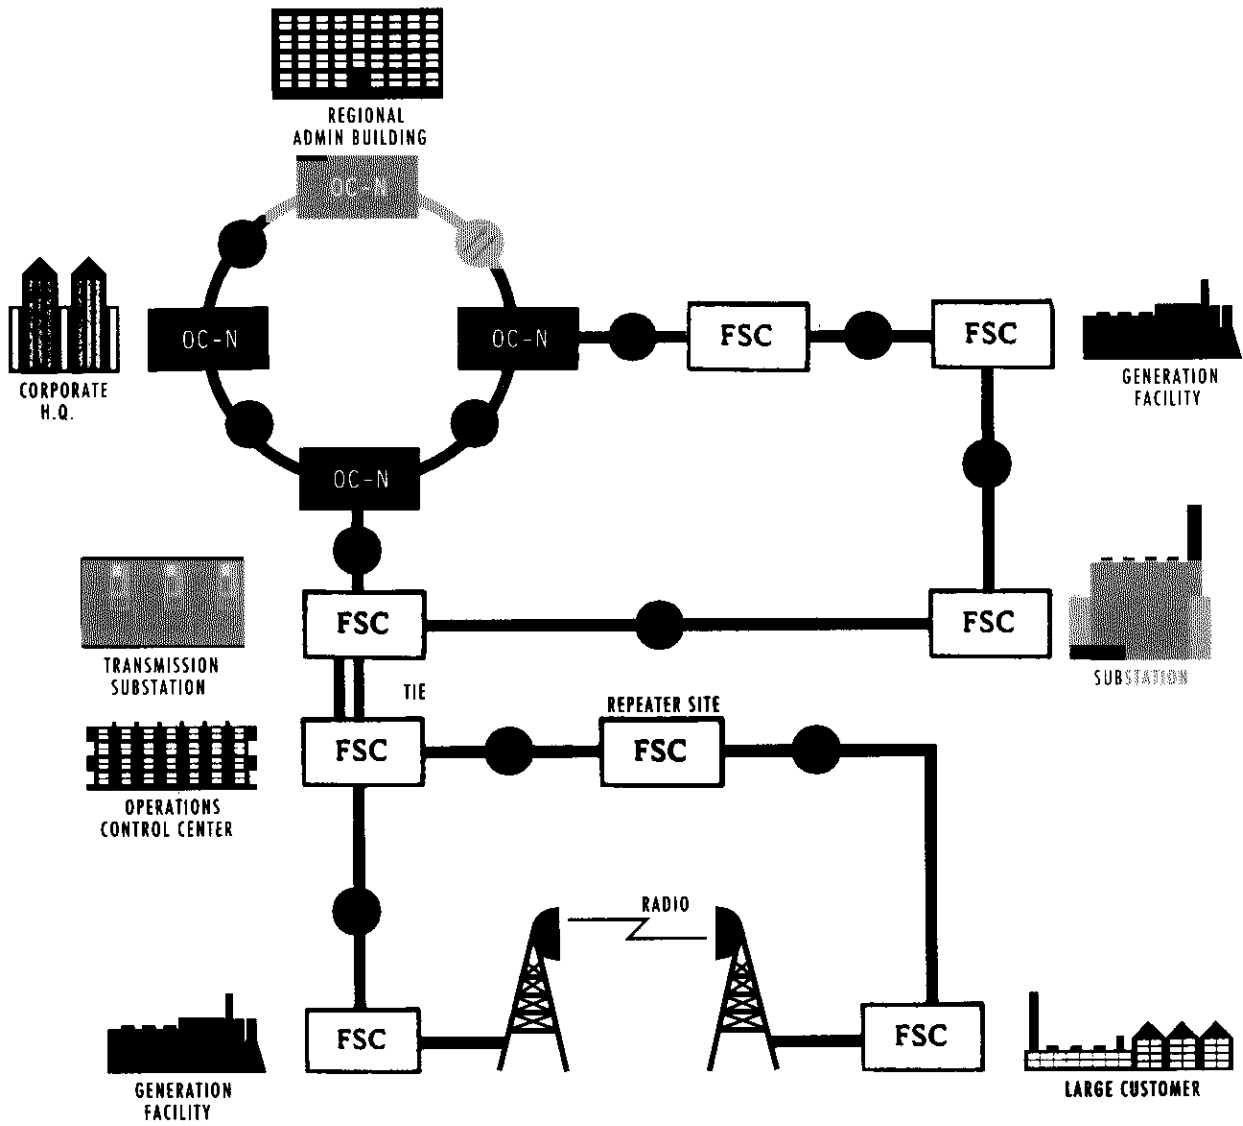 REGIONAL
ADMIN BUILDING
OC-N
OC-N
OC-N
FSC
FSC
CORPORATE
H.Q.
GENERATION
FACILITY
OC-N
FSC
FSC
TRANSMISSION
SUBSTATION
SUBSTATION
TIE
REPEATER SITE
FSC
FSC
OPERATIONS
CONTROL CENTER
RADIO
FSC
FSC
GENERATION
FACILITY
LARGE CUSTOMER